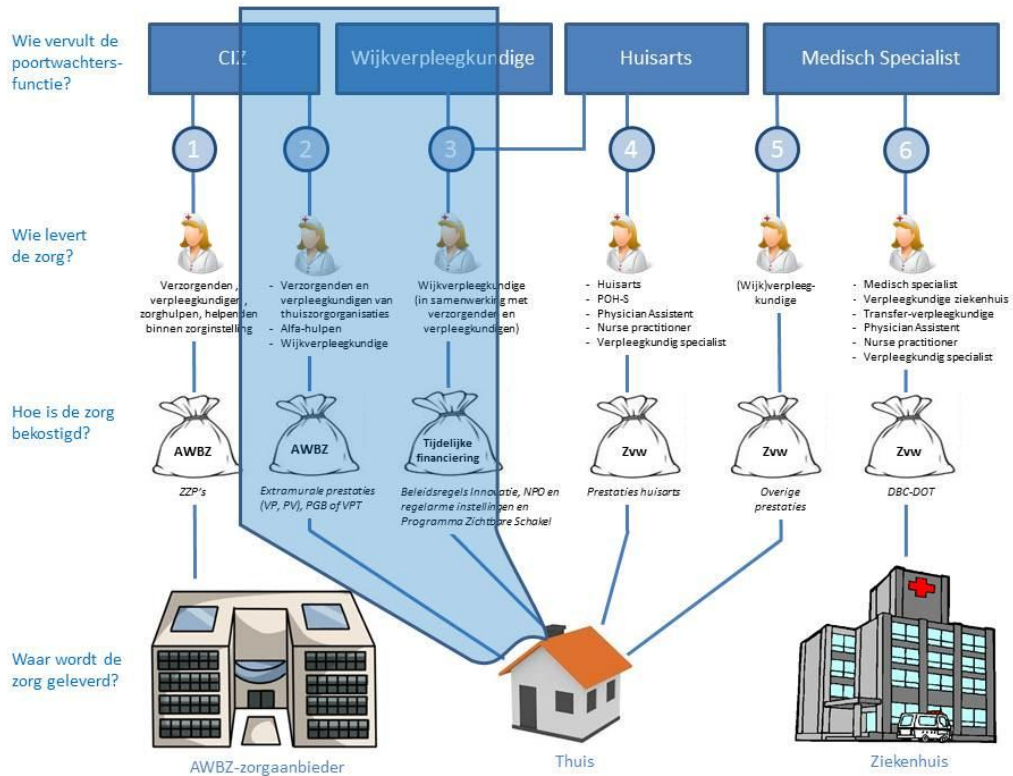 Wie vervult de
poortwachters-
functie?
CIZ
Wijkverpleegkundige
Huisarts
Medisch Specialist
1
2
3
4
5
6
Wie levert
de zorg?
Verzorgenden,
verpleegkundigen,
zorghulpen, helpenden
binnen zorginstelling
- Verzorgenden en
verpleegkundigen van
thuiszorgorganisaties
- Alfa-hulpen
- Wijkverpleegkundige
Wijkverpleegkundige
(in samenwerking met
verzorgenden en
verpleegkundigen)
- Huisarts
- POH-S
- Physician Assistent
- Nurse practitioner
- Verpleegkundig specialist
(Wijk)verpleeg-
kundige
- Medisch specialist
- Verpleegkundige ziekenhuis
- Transfer-verpleegkundige
- Physician Assistent
- Nurse practitioner
- Verpleegkundig specialist
Hoe is de zorg
bekostigd?
AWBZ
AWBZ
Tijdelijke
financiering
Zvw
Zvw
Zvw
ZZP's
Extramurale prestaties
(VP, PV), PGB of VPT
Beleidsregels Innovatie, NPO en
regelarme instellingen en
Programma Zichtbare Schakel
Prestaties huisarts
Overige
prestaties
DBC-DOT
Waar wordt de
zorg geleverd?
AWBZ-zorgaanbieder
Thuis
Ziekenhuis